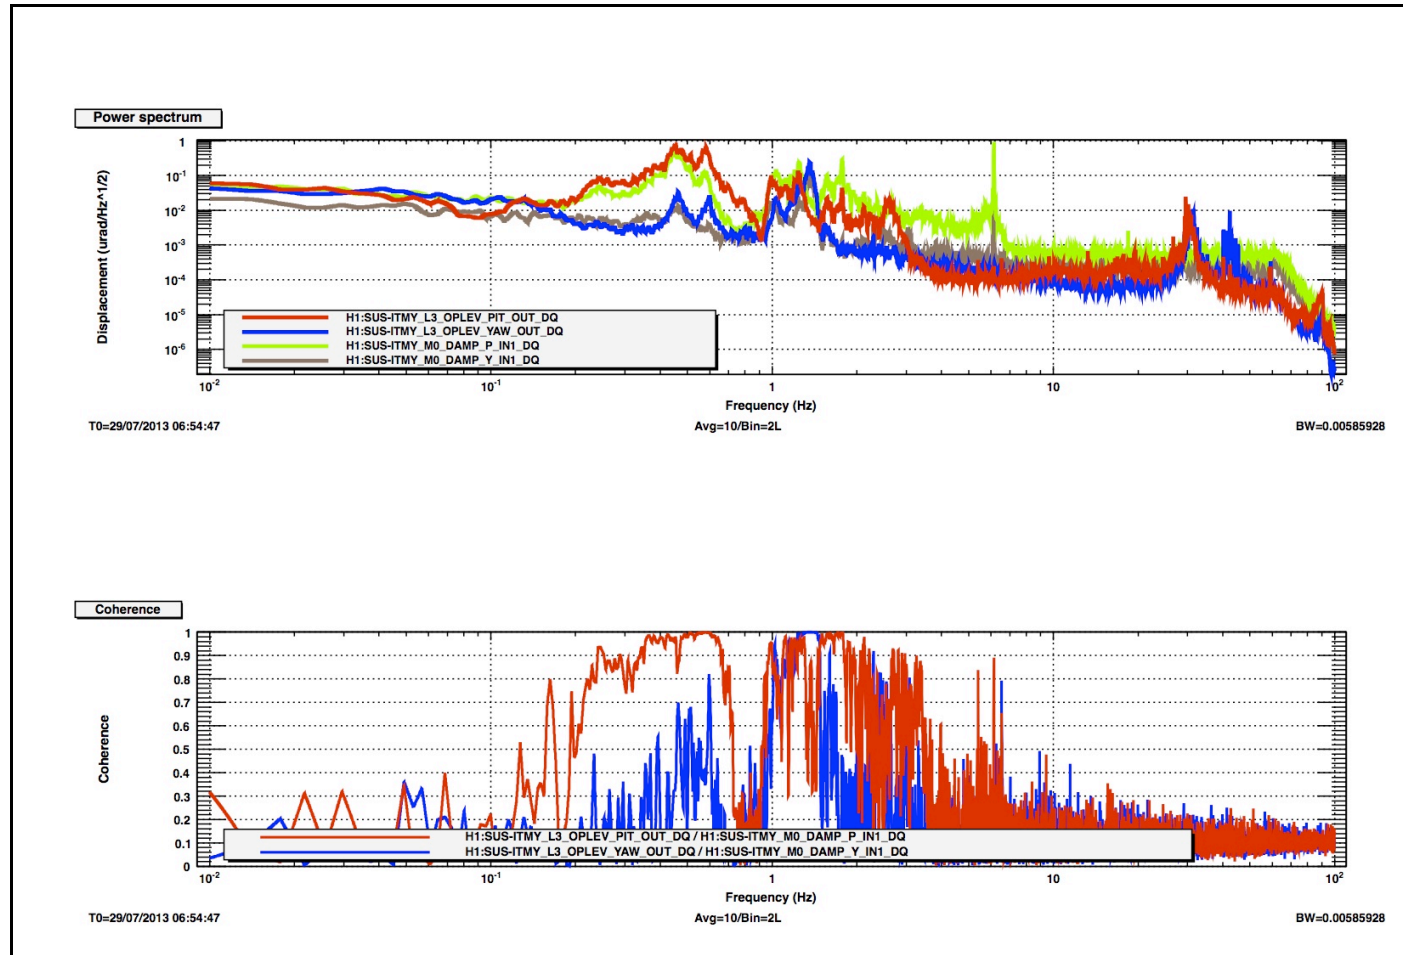 Power spectrum
1
10^-1
10^-2
10^-3
10^-4
10^-5
10^-6
Displacement (urad/Hz^1/2)
H1:SUS-ITMY_L3_OPLEV_PIT_OUT_DQ
H1:SUS-ITMY_L3_OPLEV_YAW_OUT_DQ
H1:SUS-ITMY_M0_DAMP_P_IN1_DQ
H1:SUS-ITMY_M0_DAMP_Y_IN1_DQ
10^-2 10^-1 1 10 10^2
Frequency (Hz)
T0=29/07/2013 06:54:47 Avg=10/Bin=2L BW=0.00585928
Coherence
1
0.9
0.8
0.7
0.6
0.5
0.4
0.3
0.2
0.1
0
Coherence
H1:SUS-ITMY_L3_OPLEV_PIT_OUT_DQ / H1:SUS-ITMY_M0_DAMP_P_IN1_DQ
H1:SUS-ITMY_L3_OPLEV_YAW_OUT_DQ / H1:SUS-ITMY_M0_DAMP_Y_IN1_DQ
10^-2 10^-1 1 10 10^2
Frequency (Hz)
T0=29/07/2013 06:54:47 Avg=10/Bin=2L BW=0.00585928